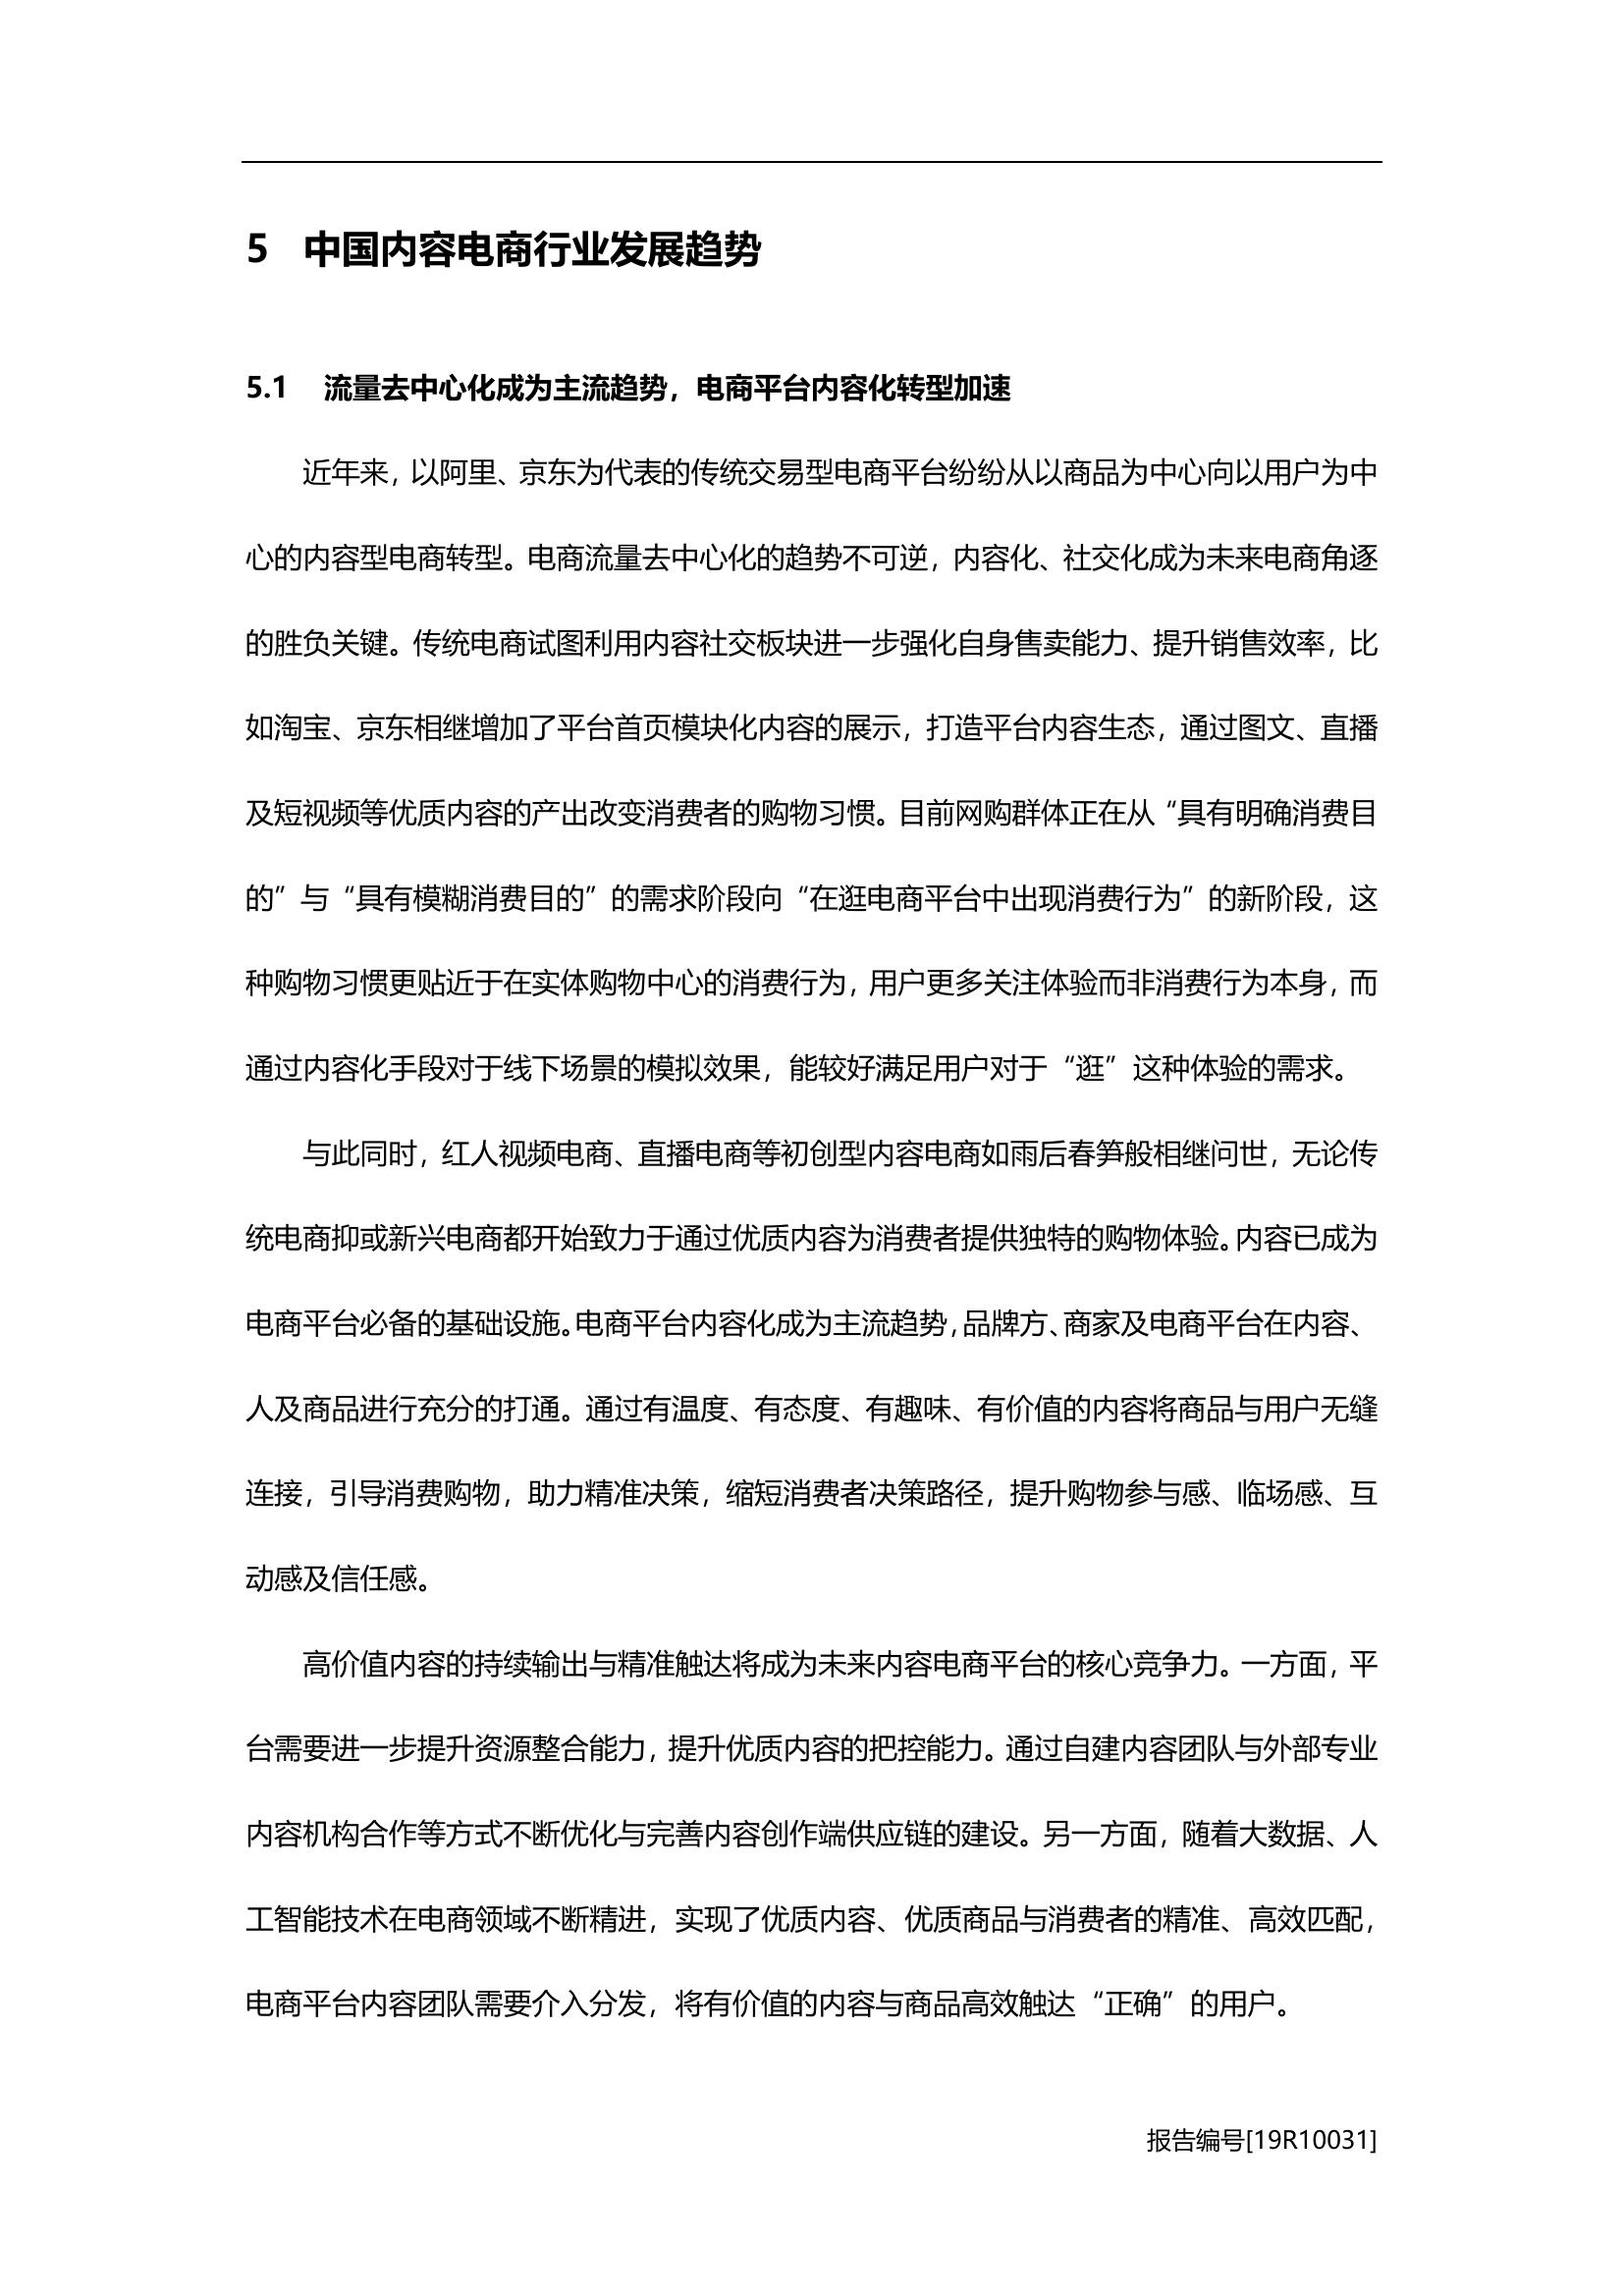 5 中国内容电商行业发展趋势
5.1 流量去中心化成为主流趋势，电商平台内容化转型加速
近年来，以阿里、京东为代表的传统交易型电商平台纷纷从以商品为中心向以用户为中
心的内容型电商转型。电商流量去中心化的趋势不可逆，内容化、社交化成为未来电商角逐
的胜负关键。传统电商试图利用内容社交板块进一步强化自身售卖能力、提升销售效率，比
如淘宝、京东相继增加了平台首页模块化内容的展示，打造平台内容生态，通过图文、直播
及短视频等优质内容的产出改变消费者的购物习惯。目前网购群体正在从“具有明确消费目
的”与“具有模糊消费目的”的需求阶段向“在逛电商平台中出现消费行为”的新阶段，这
种购物习惯更贴近于在实体购物中心的消费行为，用户更多关注体验而非消费行为本身，而
通过内容化手段对于线下场景的模拟效果，能较好满足用户对于“逛”这种体验的需求。
与此同时，红人视频电商、直播电商等初创型内容电商如雨后春笋般相继问世，无论传
统电商抑或新兴电商都开始致力于通过优质内容为消费者提供独特的购物体验。内容已成为
电商平台必备的基础设施。电商平台内容化成为主流趋势，品牌方、商家及电商平台在内容、
人及商品进行充分的打通。通过有温度、有态度、有趣味、有价值的内容将商品与用户无缝
连接，引导消费购物，助力精准决策，缩短消费者决策路径，提升购物参与感、临场感、互
动感及信任感。
高价值内容的持续输出与精准触达将成为未来内容电商平台的核心竞争力。一方面，平
台需要进一步提升资源整合能力，提升优质内容的把控能力。通过自建内容团队与外部专业
内容机构合作等方式不断优化与完善内容创作端供应链的建设。另一方面，随着大数据、人
工智能技术在电商领域不断精进，实现了优质内容、优质商品与消费者的精准、高效匹配，
电商平台内容团队需要介入分发，将有价值的内容与商品高效触达“正确”的用户。
报告编号[19R10031]